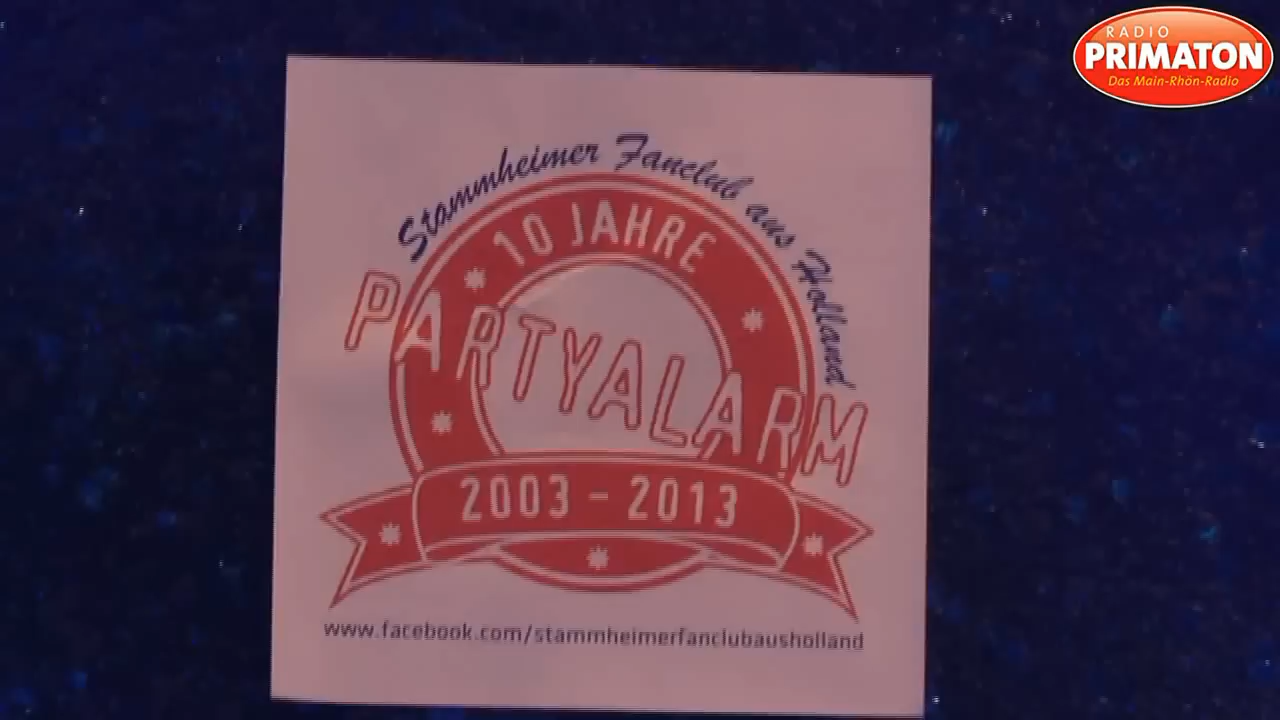 RADIO
PRIMATON
Das Main-Rhön-Radio
Stammheimer Fanclub aus Holland
10 JAHRE
PARTYALARM
2003 - 2013
www.facebook.com/stammheimerfanclubausholland